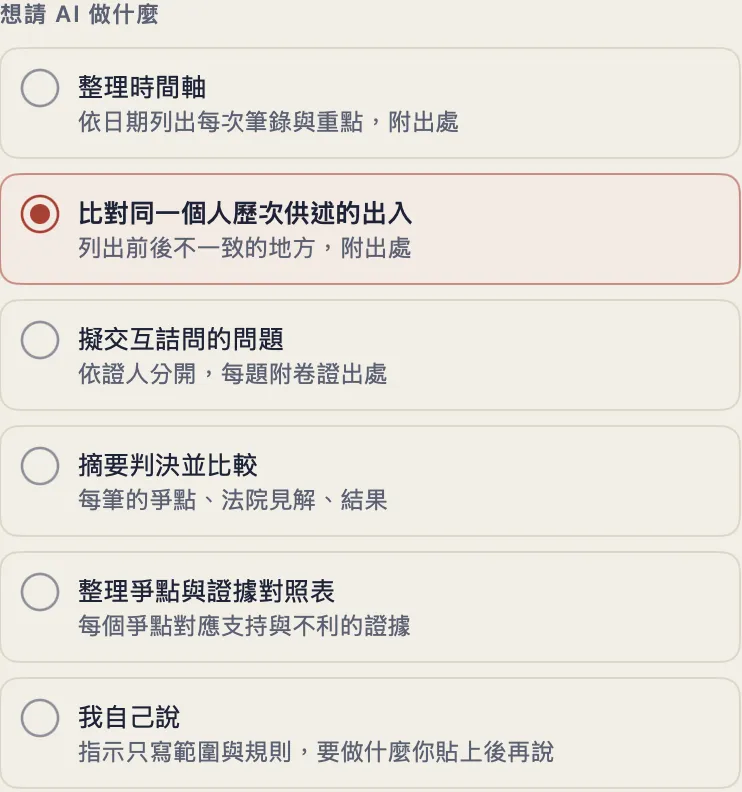 想請 AI 做什麼
整理時間軸
依日期列出每次筆錄與重點，附出處
比對同一個人歷次供述的出入
列出前後不一致的地方，附出處
擬交互詰問的問題
依證人分開，每題附卷證出處
摘要判決並比較
每筆的爭點、法院見解、結果
整理爭點與證據對照表
每個爭點對應支持與不利的證據
我自己說
指示只寫範圍與規則，要做什麼你貼上後再說